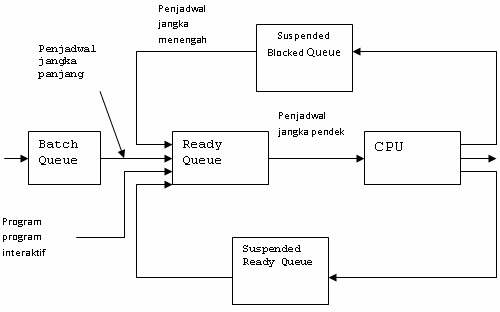 Penjadwal
jangka
menengah
Suspended
Blocked Queue
Penjadwal
jangka
panjang
Penjadwal
jangka pendek
Batch
Queue
Ready
Queue
CPU
Program
program
interaktif
Suspended
Ready Queue